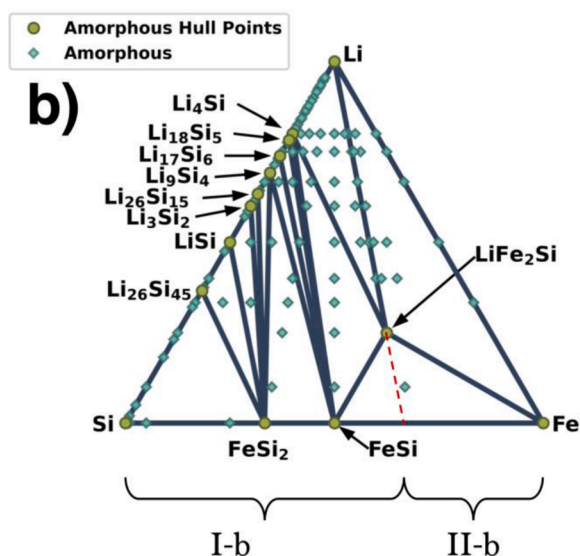 Amorphous Hull Points
Amorphous
b)
Li
Li₄Si
Li₁₈Si₅
Li₁₇Si₆
Li₉Si₄
Li₂₆Si₁₅
Li₃Si₂
LiSi
LiFe₂Si
Li₂₆Si₄₅
Si
Fe
FeSi₂
FeSi
I-b
II-b